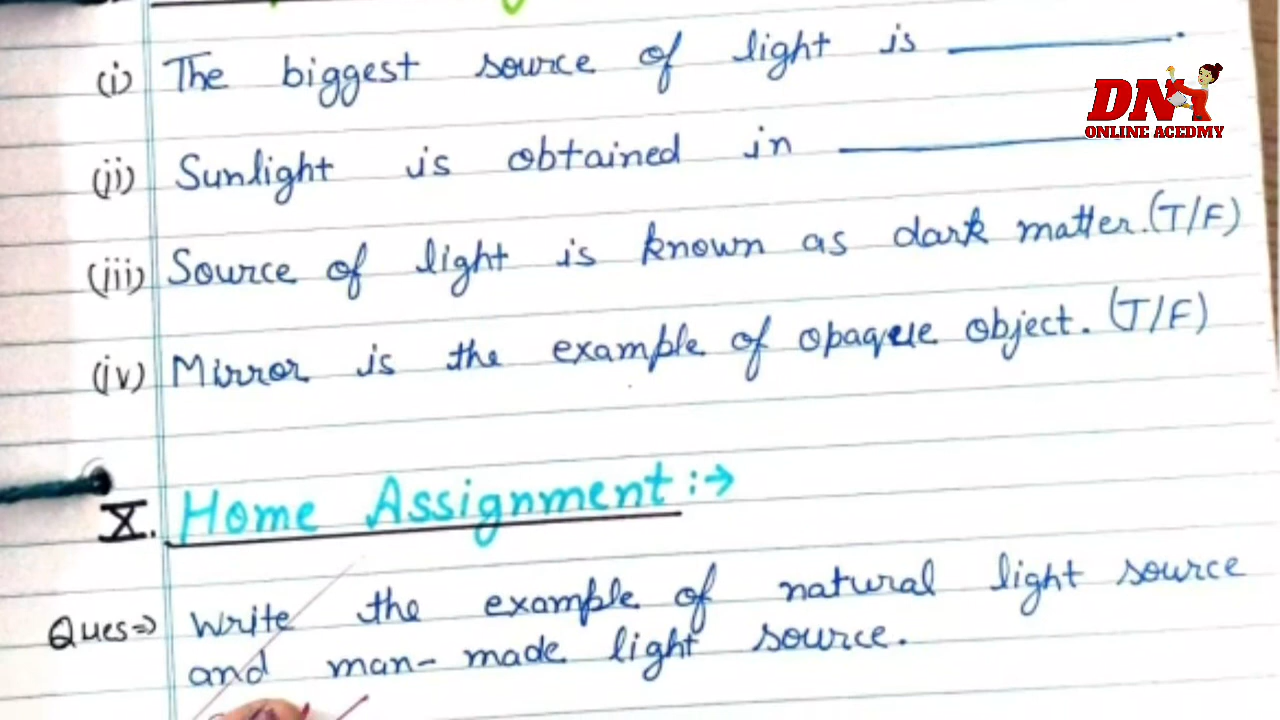 (i) The biggest source of light is ________.
DNA
ONLINE ACEDMY
(ii) Sunlight is obtained in ________
(iii) Source of light is known as dark matter. (T/F)
(iv) Mirror is the example of opaque object. (T/F)
X. Home Assignment :→
Ques⇒ Write the example of natural light source
and man-made light source.